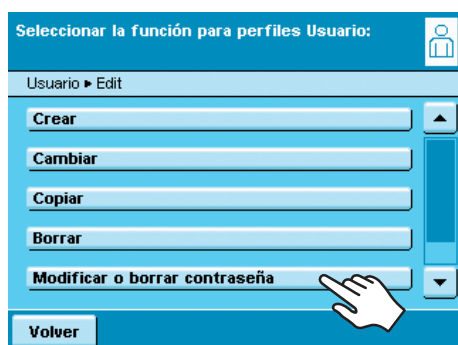 Seleccionar la función para perfiles Usuario:
Usuario ▸ Edit
Crear
Cambiar
Copiar
Borrar
Modificar o borrar contraseña
Volver